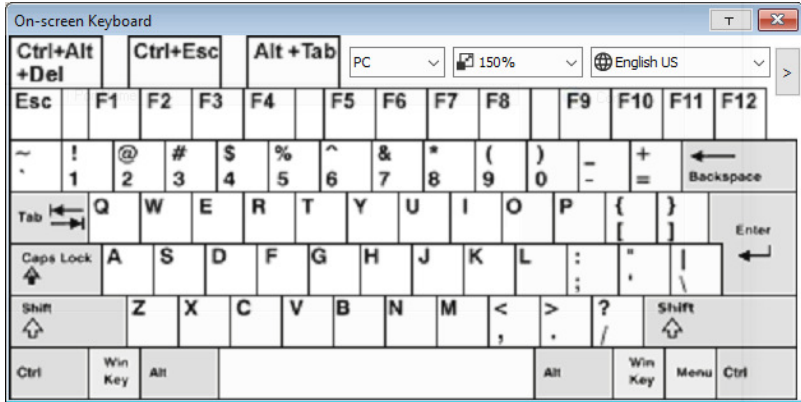 On-screen Keyboard
Ctrl+Alt +Del Ctrl+Esc Alt +Tab PC 150% English US >
Esc F1 F2 F3 F4 F5 F6 F7 F8 F9 F10 F11 F12
~ ! @ # $ % ^ & * ( ) _ +
` 1 2 3 4 5 6 7 8 9 0 - = Backspace
Tab Q W E R T Y U I O P { }
[ ] Enter
Caps Lock A S D F G H J K L : " |
; ' \
Shift Z X C V B N M < > ? Shift
, . /
Ctrl Win Key Alt Alt Win Key Menu Ctrl